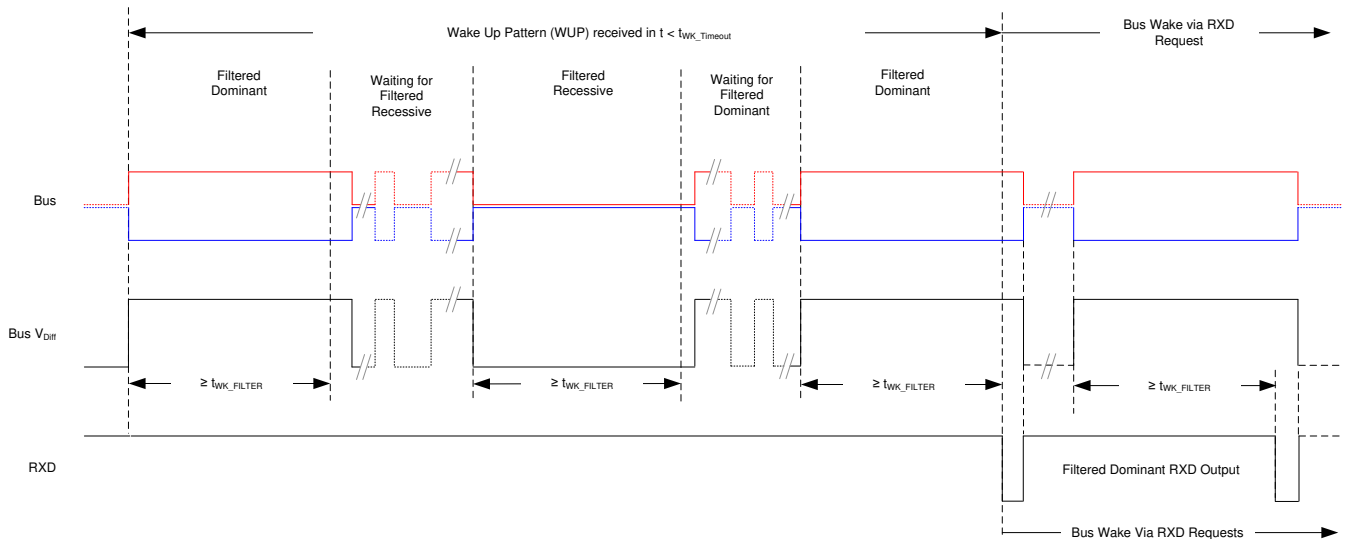 Wake Up Pattern (WUP) received in t < tWK_Timeout
Bus Wake via RXD
Request
Filtered
Dominant
Waiting for
Filtered
Recessive
Filtered
Recessive
Waiting for
Filtered
Dominant
Filtered
Dominant
Bus
Bus VDiff
≥ tWK_FILTER
≥ tWK_FILTER
≥ tWK_FILTER
≥ tWK_FILTER
RXD
Filtered Dominant RXD Output
Bus Wake Via RXD Requests